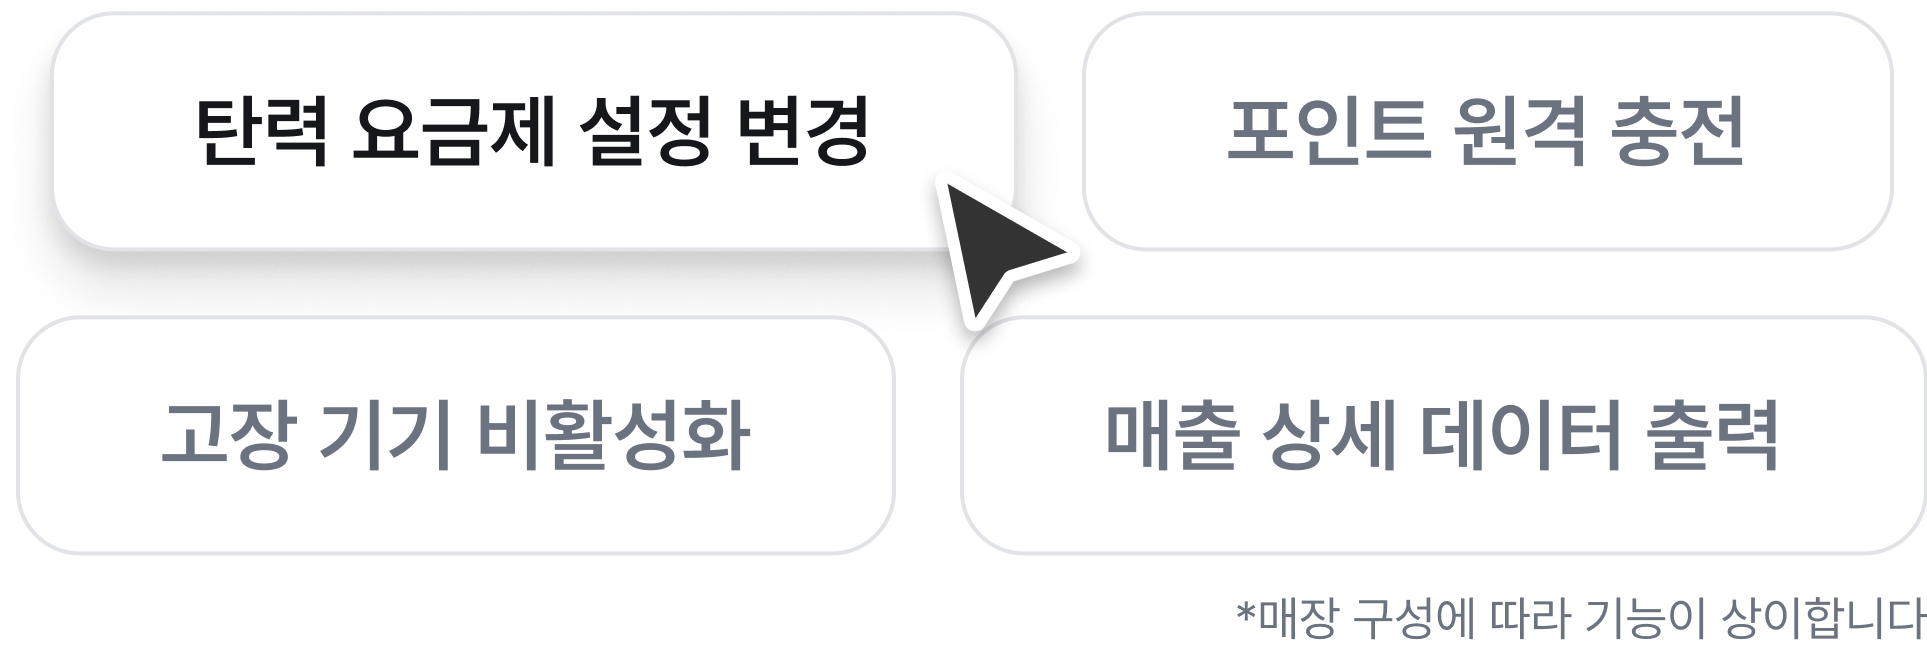 탄력 요금제 설정 변경
포인트 원격 충전
고장 기기 비활성화
매출 상세 데이터 출력
*매장 구성에 따라 기능이 상이합니다